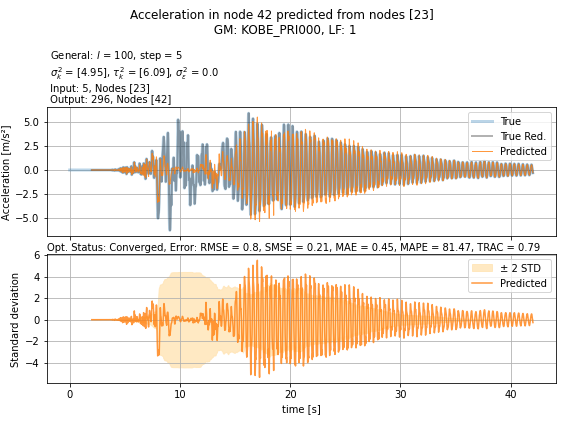 Acceleration in node 42 predicted from nodes [23]
GM: KOBE_PRI000, LF: 1
General: l = 100, step = 5
σ²ₖ = [4.95], τ²ₖ = [6.09], σ²ε = 0.0
Input: 5, Nodes [23]
Output: 296, Nodes [42]
Acceleration [m/s²]
5.0
2.5
0.0
−2.5
−5.0
True
True Red.
Predicted
Opt. Status: Converged, Error: RMSE = 0.8, SMSE = 0.21, MAE = 0.45, MAPE = 81.47, TRAC = 0.79
Standard deviation
6
4
2
0
−2
−4
± 2 STD
Predicted
0
10
20
30
40
time [s]